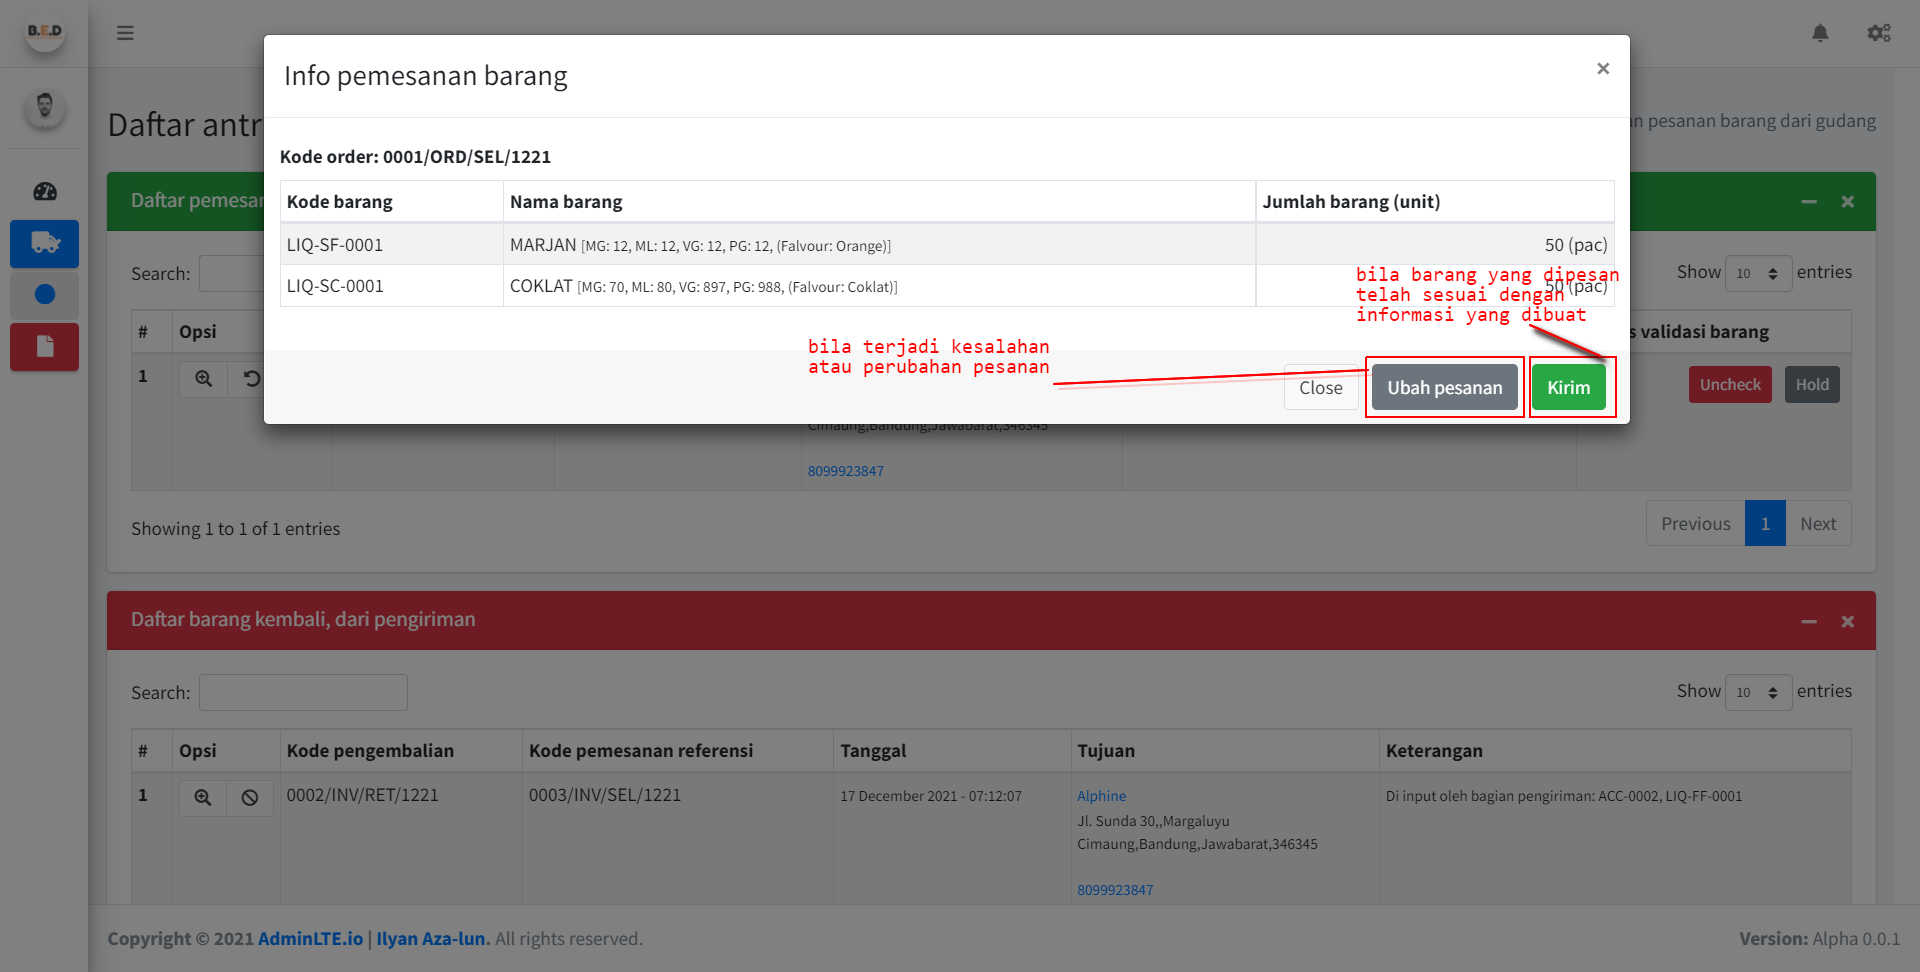 B.E.D
Info pemesanan barang
×
Daftar antr
n pesanan barang dari gudang
Kode order: 0001/ORD/SEL/1221
Kode barang Nama barang Jumlah barang (unit)
LIQ-SF-0001 MARJAN [MG: 12, ML: 12, VG: 12, PG: 12, (Falvour: Orange)] 50 (pac)
LIQ-SC-0001 COKLAT [MG: 70, ML: 80, VG: 897, PG: 988, (Falvour: Coklat)] 50 (pac)
bila barang yang dipesan
telah sesuai dengan
informasi yang dibuat
bila terjadi kesalahan
atau perubahan pesanan
Close Ubah pesanan Kirim
Daftar pemesan
Search: Show 10 entries
# Opsi s validasi barang
1 Uncheck Hold
Cimaung,Bandung,Jawabarat,346345
8099923847
Showing 1 to 1 of 1 entries Previous 1 Next
Daftar barang kembali, dari pengiriman
Search: Show 10 entries
# Opsi Kode pengembalian Kode pemesanan referensi Tanggal Tujuan Keterangan
1 0002/INV/RET/1221 0003/INV/SEL/1221 17 December 2021 - 07:12:07 Alphine Di input oleh bagian pengiriman: ACC-0002, LIQ-FF-0001
Jl. Sunda 30,,Margaluyu
Cimaung,Bandung,Jawabarat,346345
8099923847
Copyright © 2021 AdminLTE.io | Ilyan Aza-lun. All rights reserved. Version: Alpha 0.0.1